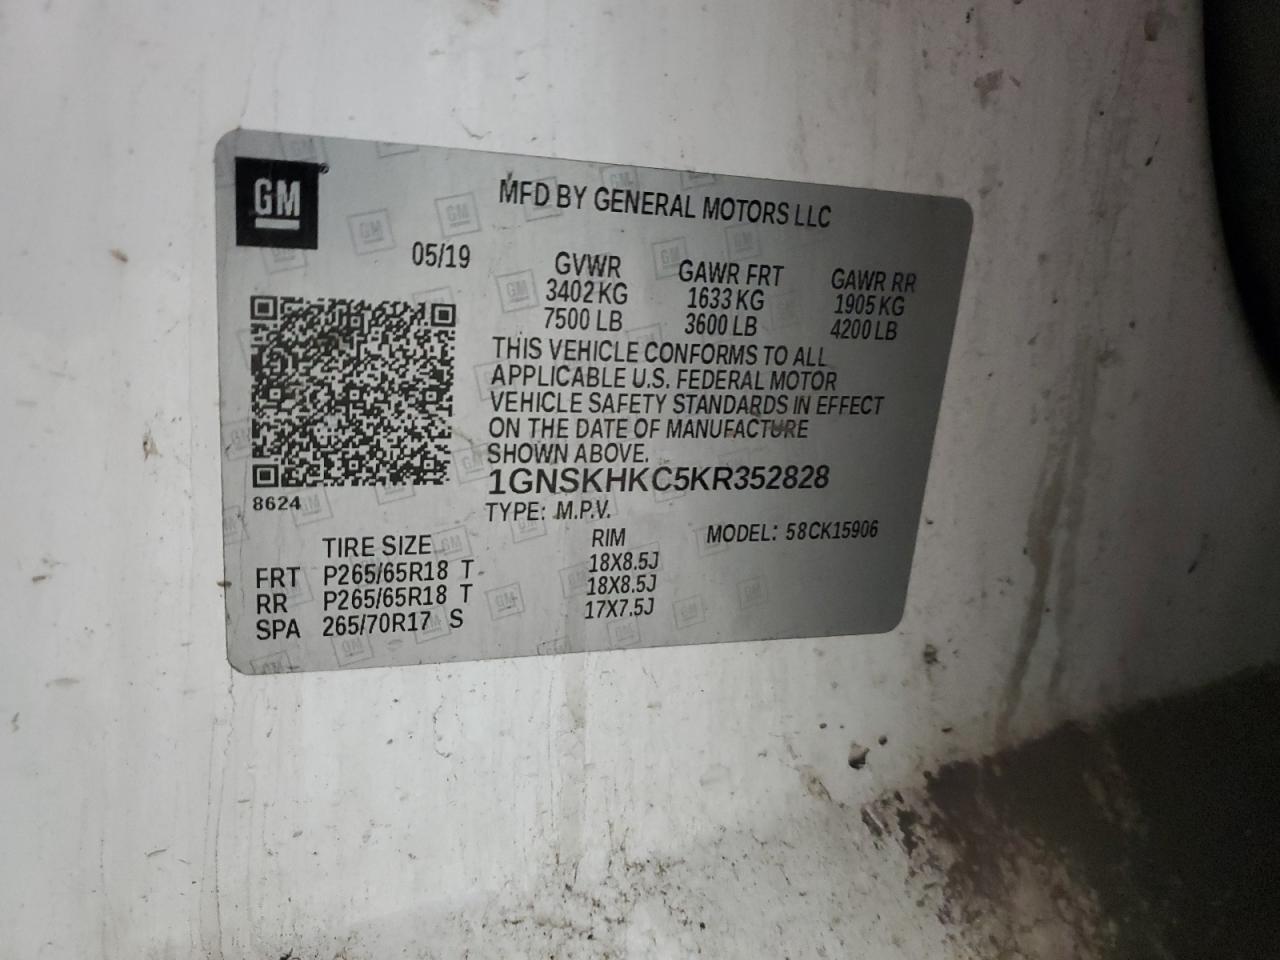 GM
MFD BY GENERAL MOTORS LLC
05/19
GVWR GAWR FRT GAWR RR
3402 KG 1633 KG 1905 KG
7500 LB 3600 LB 4200 LB
THIS VEHICLE CONFORMS TO ALL
APPLICABLE U.S. FEDERAL MOTOR
VEHICLE SAFETY STANDARDS IN EFFECT
ON THE DATE OF MANUFACTURE
SHOWN ABOVE.
1GNSKHKC5KR352828
8624
TYPE: M.P.V. MODEL: 58CK15906
TIRE SIZE RIM
FRT P265/65R18 T 18X8.5J
RR P265/65R18 T 18X8.5J
SPA 265/70R17 S 17X7.5J